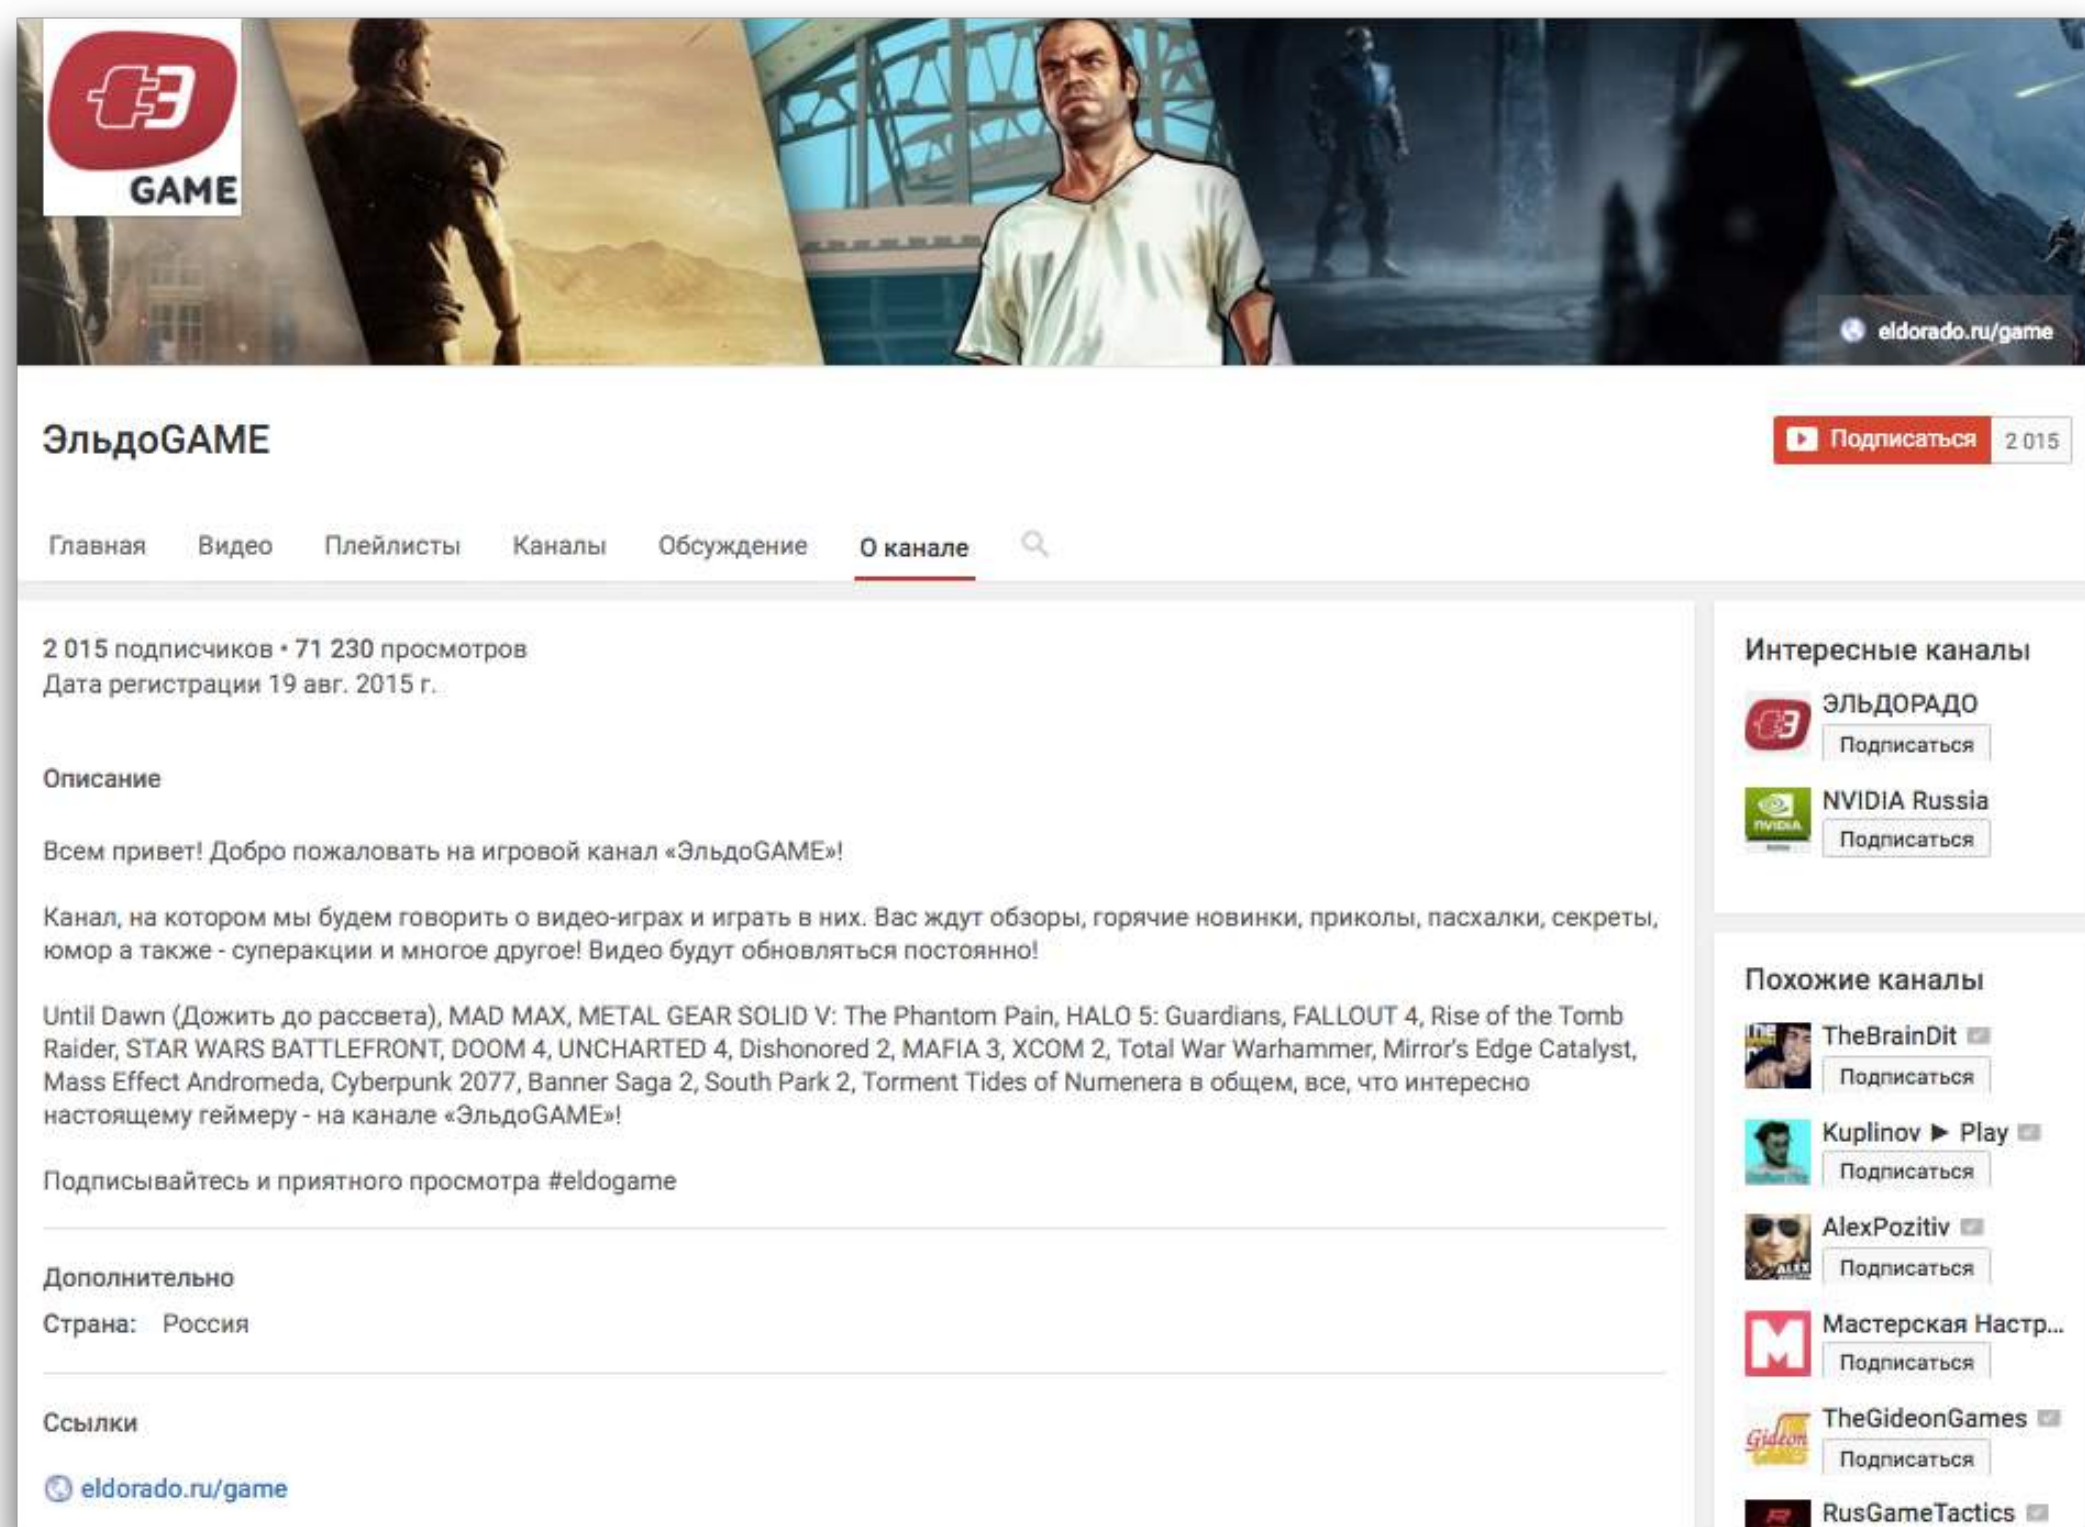 GAME
eldorado.ru/game
ЭльдоGAME
Подписаться 2 015
Главная Видео Плейлисты Каналы Обсуждение О канале
2 015 подписчиков • 71 230 просмотров
Дата регистрации 19 авг. 2015 г.
Описание
Всем привет! Добро пожаловать на игровой канал «ЭльдоGAME»!
Канал, на котором мы будем говорить о видео-играх и играть в них. Вас ждут обзоры, горячие новинки, приколы, пасхалки, секреты,
юмор а также - суперакции и многое другое! Видео будут обновляться постоянно!
Until Dawn (Дожить до рассвета), MAD MAX, METAL GEAR SOLID V: The Phantom Pain, HALO 5: Guardians, FALLOUT 4, Rise of the Tomb
Raider, STAR WARS BATTLEFRONT, DOOM 4, UNCHARTED 4, Dishonored 2, MAFIA 3, XCOM 2, Total War Warhammer, Mirror's Edge Catalyst,
Mass Effect Andromeda, Cyberpunk 2077, Banner Saga 2, South Park 2, Torment Tides of Numenera в общем, все, что интересно
настоящему геймеру - на канале «ЭльдоGAME»!
Подписывайтесь и приятного просмотра #eldogame
Дополнительно
Страна: Россия
Ссылки
eldorado.ru/game
Интересные каналы
ЭЛЬДОРАДО
Подписаться
NVIDIA Russia
NVIDIA
Подписаться
Похожие каналы
TheBrainDit
Подписаться
Kuplinov ► Play
Подписаться
AlexPozitiv
ALEX
Подписаться
Мастерская Настр...
Подписаться
TheGideonGames
Gideon
Подписаться
RusGameTactics